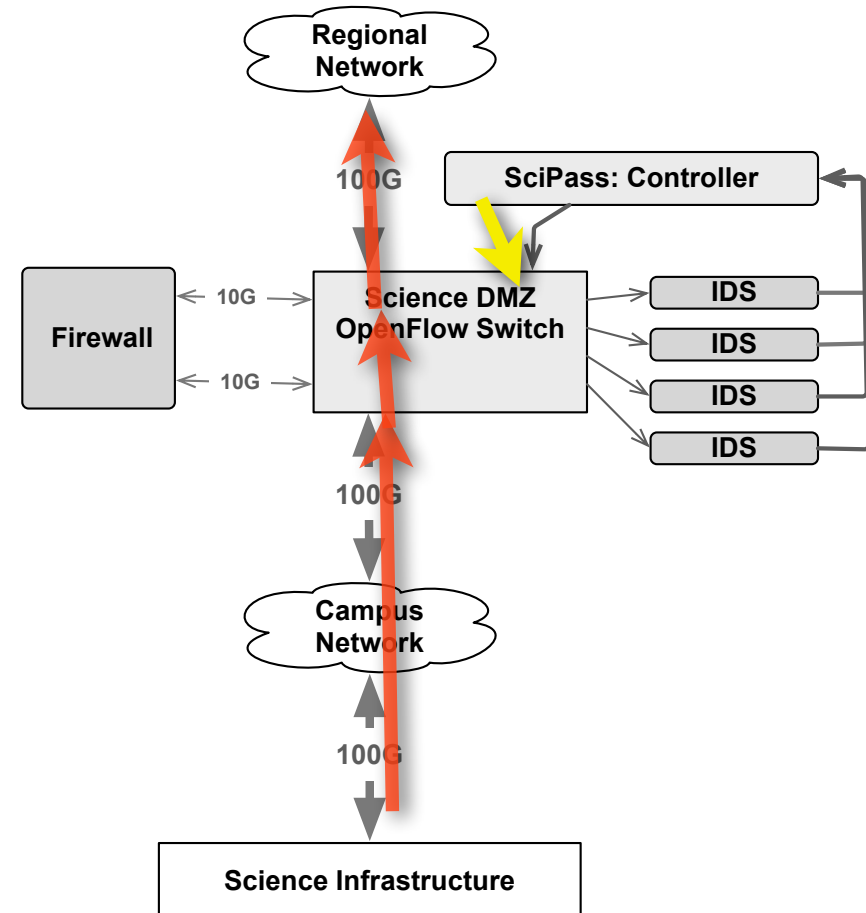 Regional
Network
100G
SciPass: Controller
Firewall
10G
10G
Science DMZ
OpenFlow Switch
IDS
IDS
IDS
IDS
100G
Campus
Network
100G
Science Infrastructure